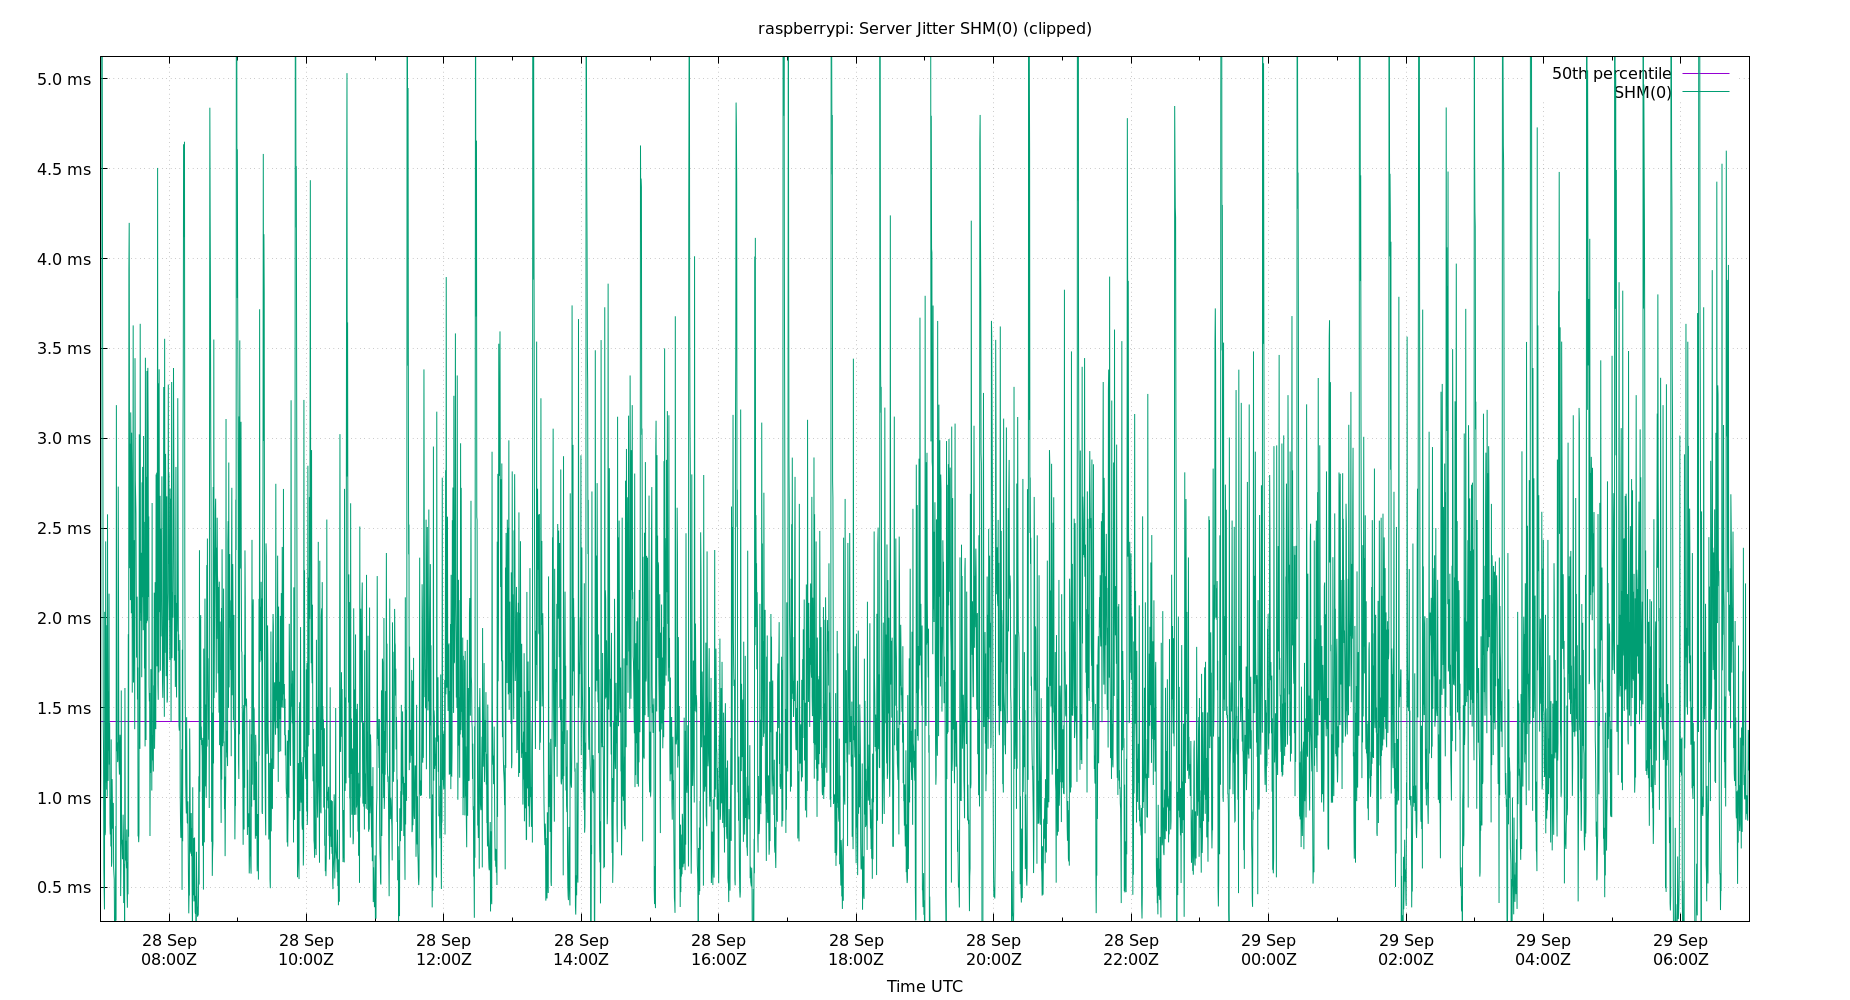 raspberrypi: Server Jitter SHM(0) (clipped)
5.0 ms
4.5 ms
4.0 ms
3.5 ms
3.0 ms
2.5 ms
2.0 ms
1.5 ms
1.0 ms
0.5 ms
50th percentile
SHM(0)
28 Sep 28 Sep 28 Sep 28 Sep 28 Sep 28 Sep 28 Sep 28 Sep 29 Sep 29 Sep 29 Sep 29 Sep
08:00Z 10:00Z 12:00Z 14:00Z 16:00Z 18:00Z 20:00Z 22:00Z 00:00Z 02:00Z 04:00Z 06:00Z
Time UTC